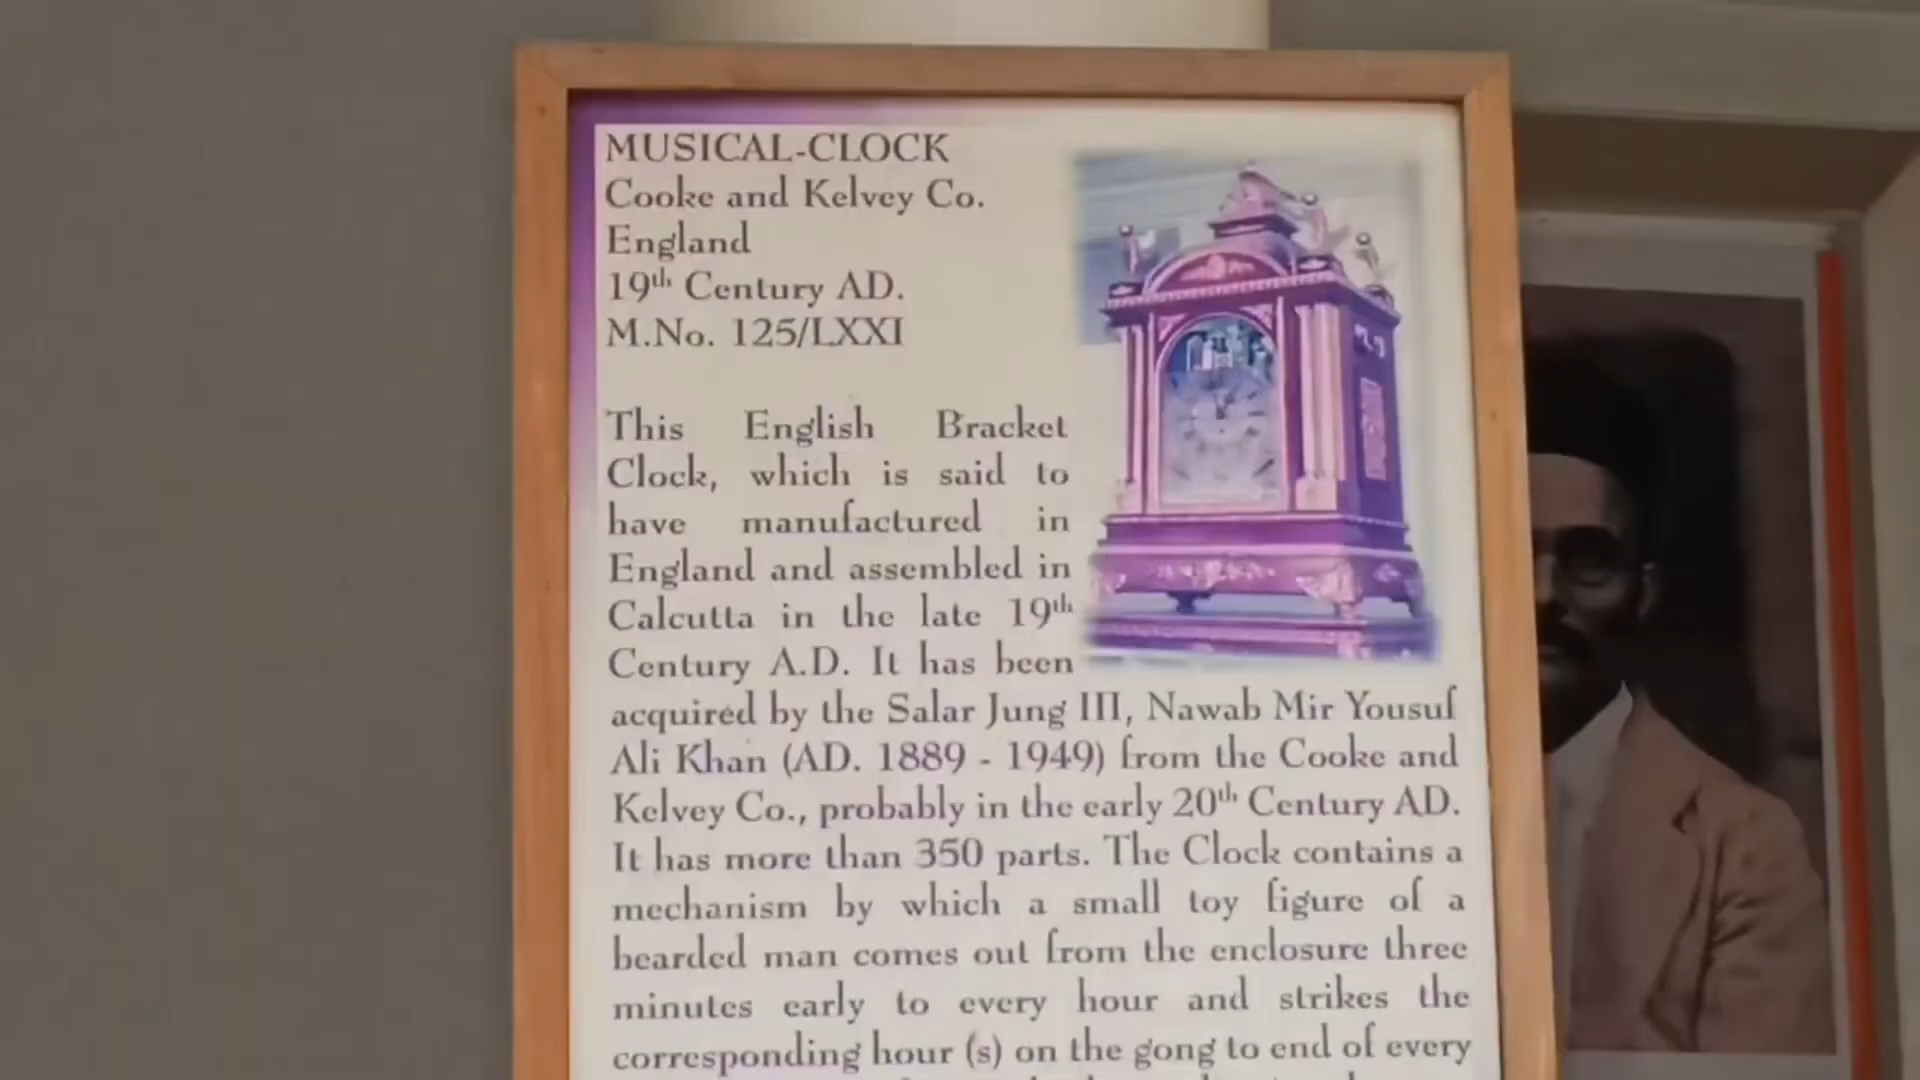 MUSICAL-CLOCK
Cooke and Kelvey Co.
England
19th Century AD.
M.No. 125/LXXI
This English Bracket
Clock, which is said to
have manufactured in
England and assembled in
Calcutta in the late 19th
Century A.D. It has been
acquired by the Salar Jung III, Nawab Mir Yousuf
Ali Khan (AD. 1889 - 1949) from the Cooke and
Kelvey Co., probably in the early 20th Century AD.
It has more than 350 parts. The Clock contains a
mechanism by which a small toy figure of a
bearded man comes out from the enclosure three
minutes early to every hour and strikes the
corresponding hour (s) on the gong to end of every